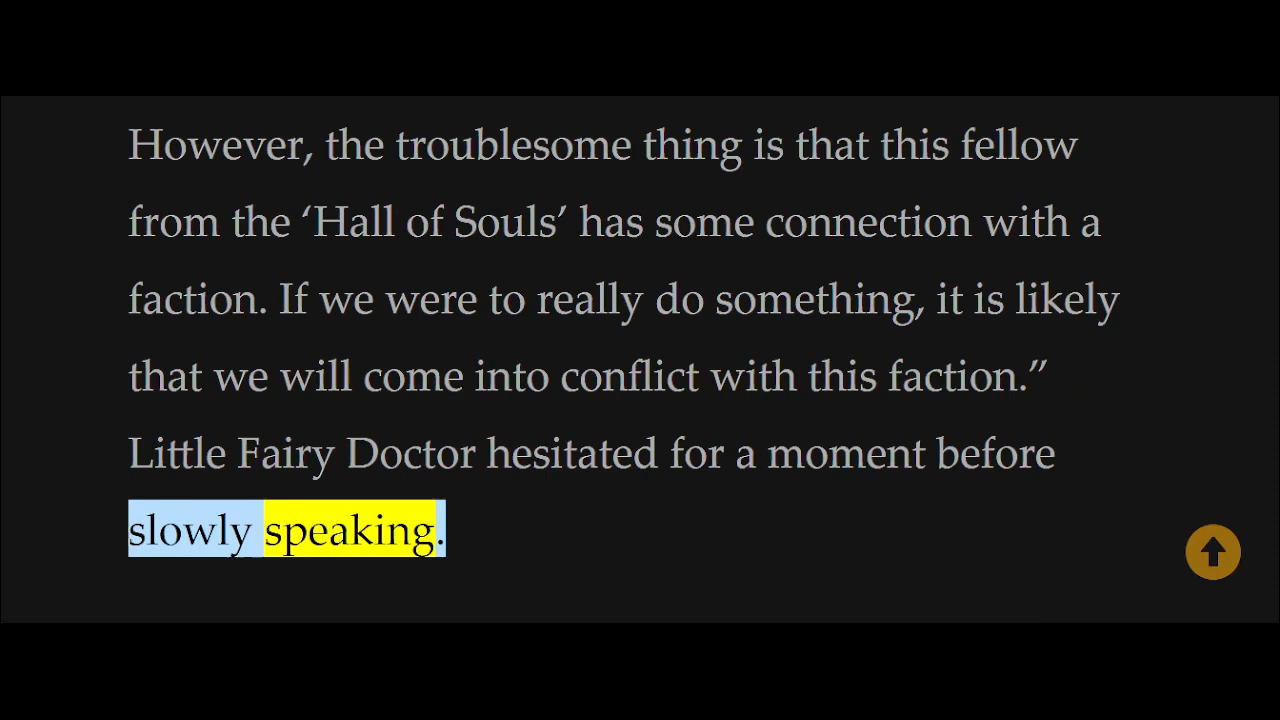 However, the troublesome thing is that this fellow
from the ‘Hall of Souls’ has some connection with a
faction. If we were to really do something, it is likely
that we will come into conflict with this faction.”
Little Fairy Doctor hesitated for a moment before
slowly speaking.